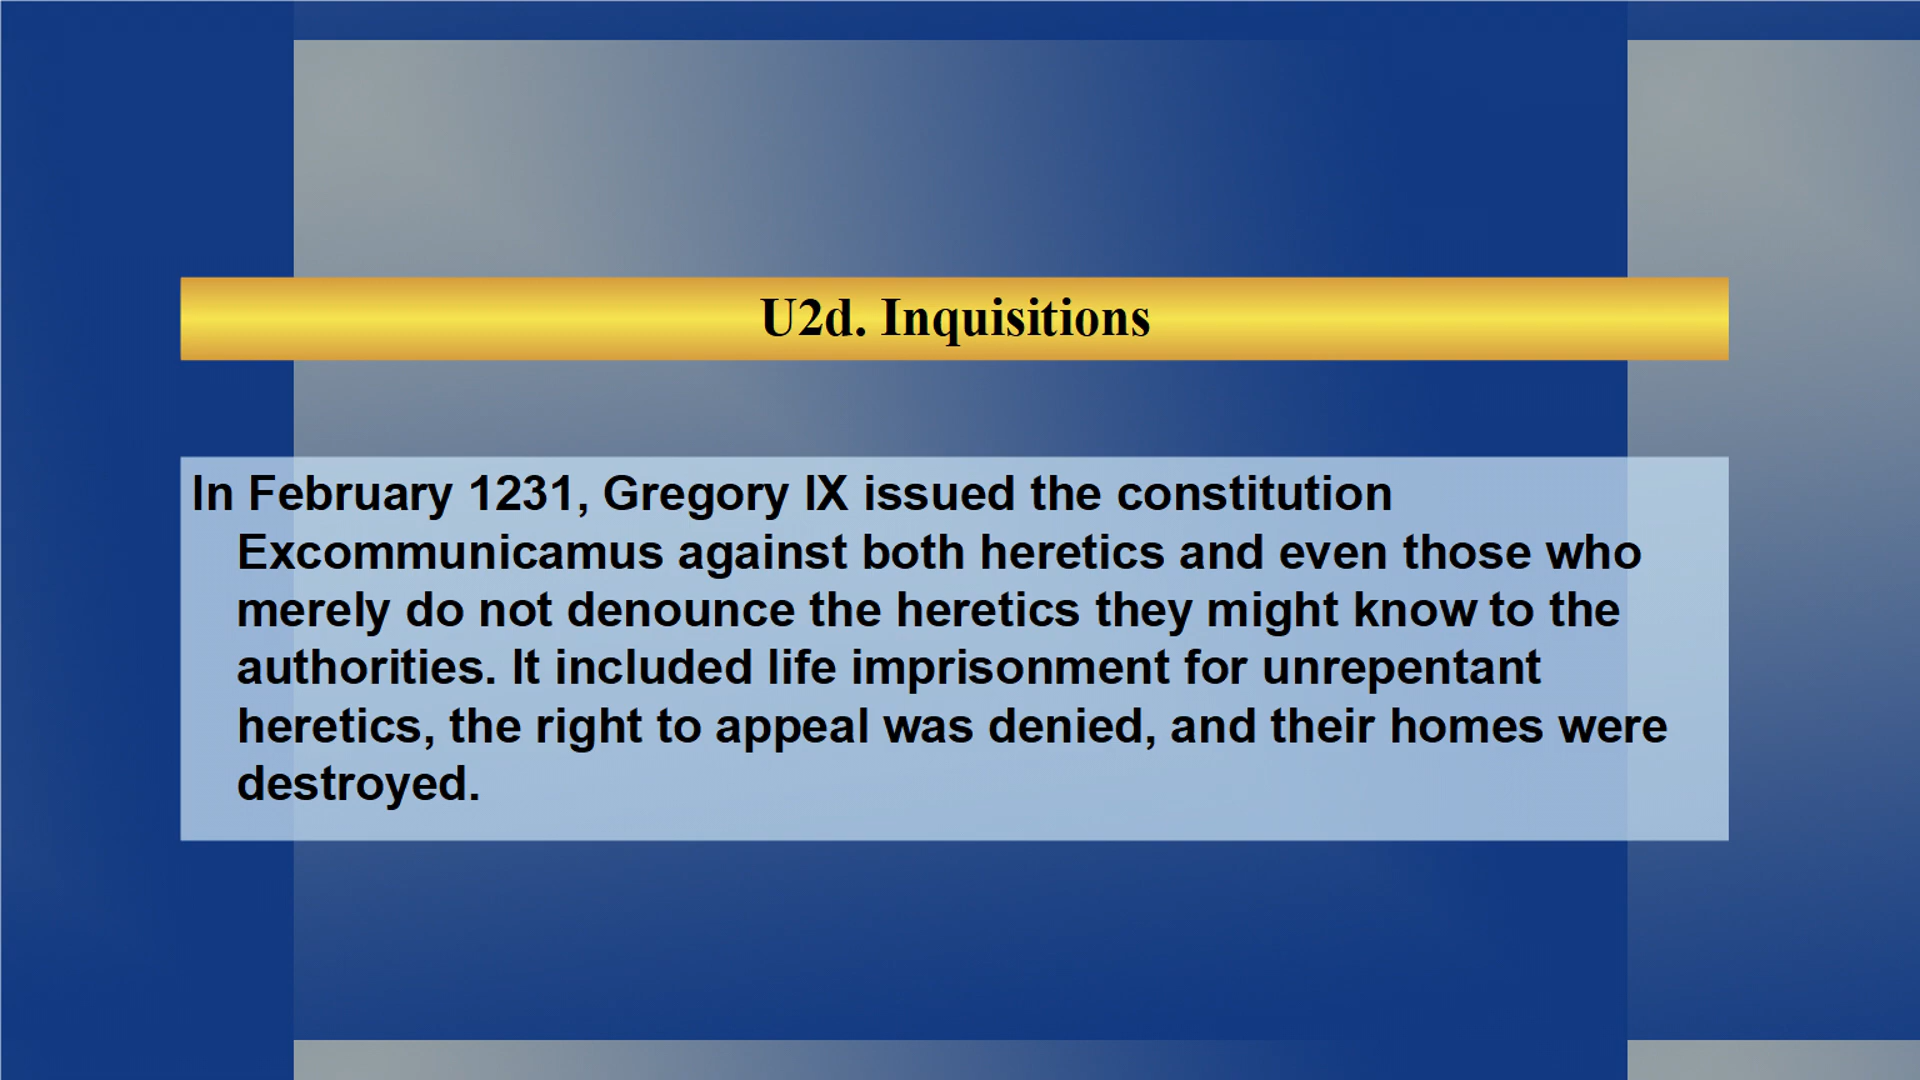 U2d. Inquisitions
In February 1231, Gregory IX issued the constitution
Excommunicamus against both heretics and even those who
merely do not denounce the heretics they might know to the
authorities. It included life imprisonment for unrepentant
heretics, the right to appeal was denied, and their homes were
destroyed.